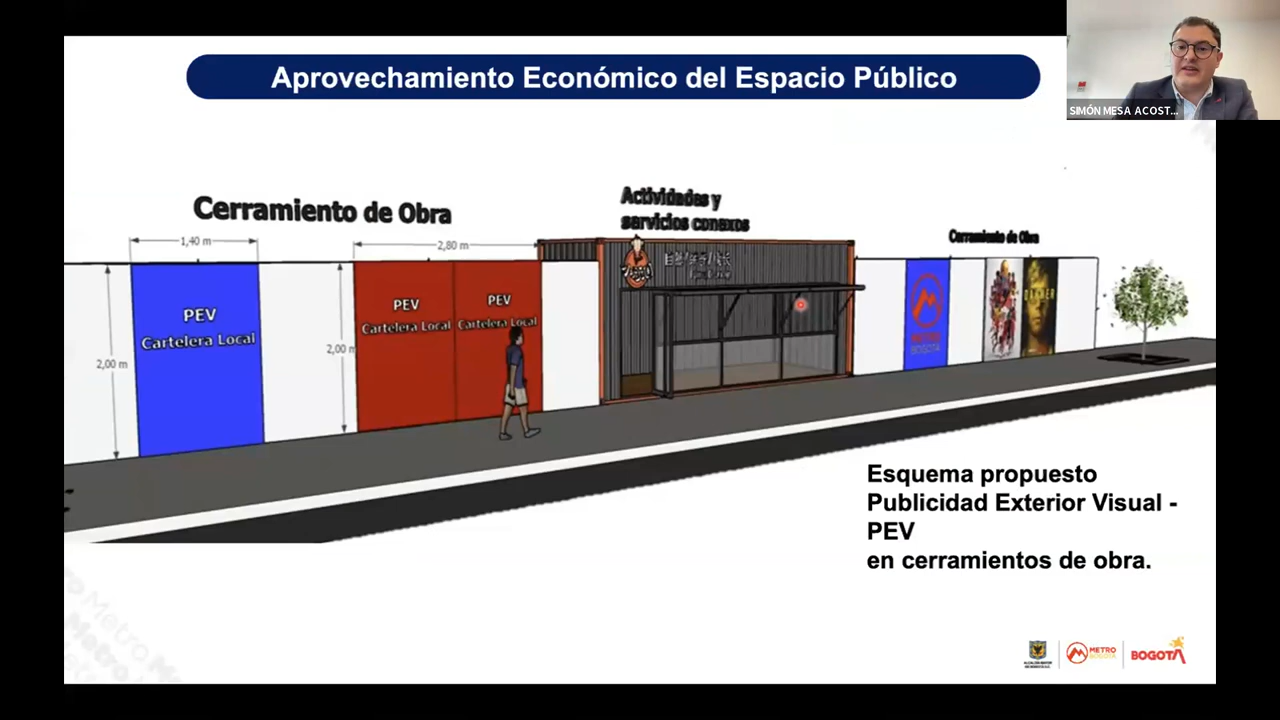 Aprovechamiento Económico del Espacio Público
SIMÓN MESA ACOST...
Cerramiento de Obra
Actividades y
servicios conexos
Cerramiento de Obra
1,40 m
2,80 m
PEV
Cartelera Local
PEV
Cartelera Local
PEV
Cartelera Local
2,00 m
2,00 m
METRO
BOGOTÁ
Esquema propuesto
Publicidad Exterior Visual -
PEV
en cerramientos de obra.
METRO
BOGOTÁ
BOGOTÁ
Metro